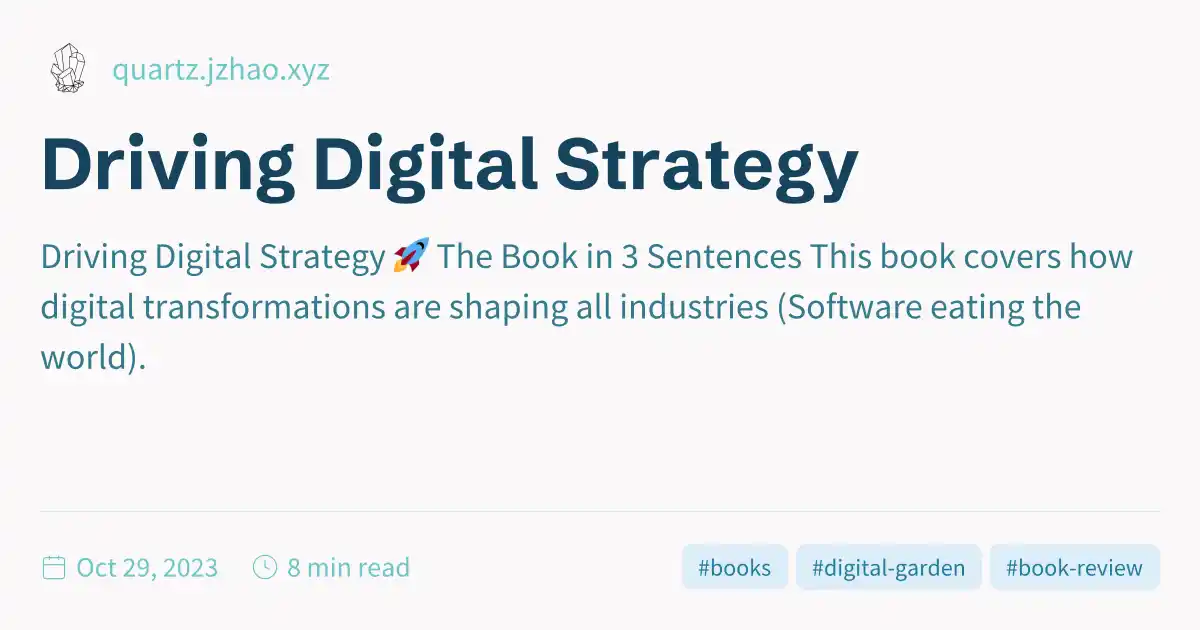 quartz.jzhao.xyz
Driving Digital Strategy
Driving Digital Strategy 🚀 The Book in 3 Sentences This book covers how
digital transformations are shaping all industries (Software eating the
world).
Oct 29, 2023 8 min read #books #digital-garden #book-review